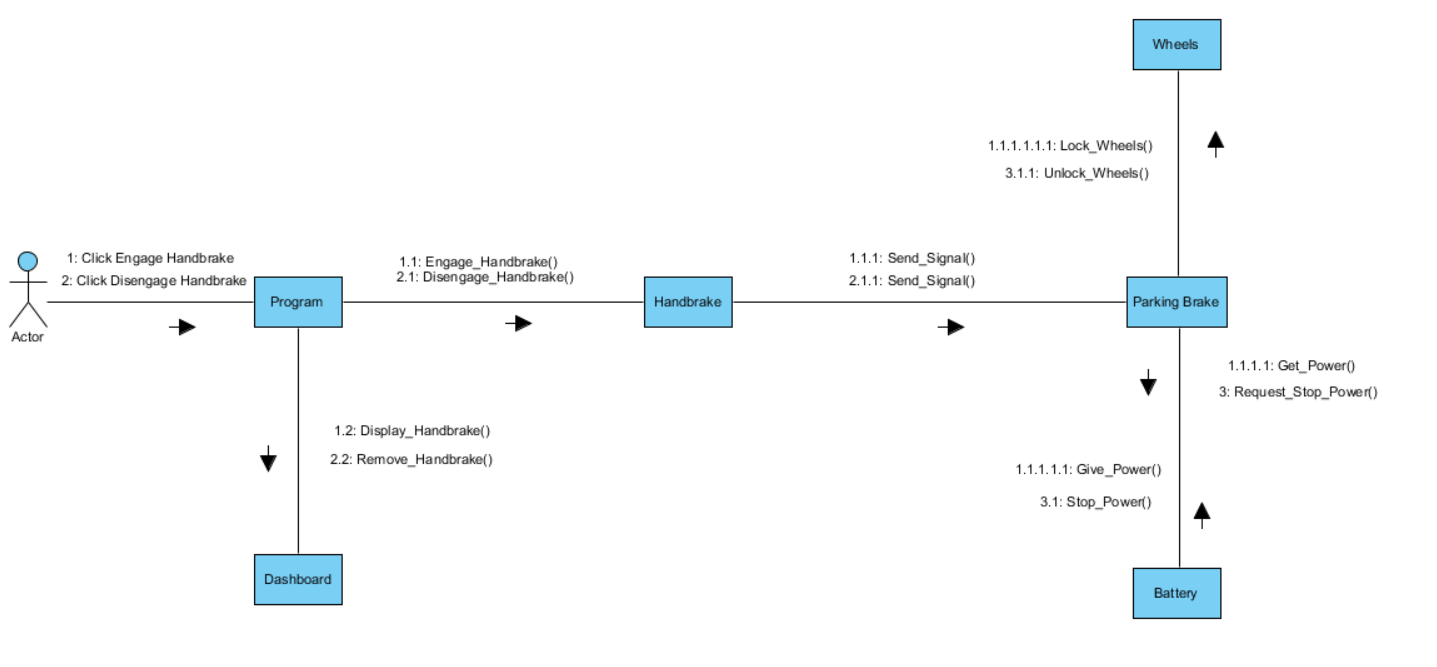 Wheels
1.1.1.1.1.1: Lock_Wheels()
3.1.1: Unlock_Wheels()
1: Click Engage Handbrake
2: Click Disengage Handbrake
1.1: Engage_Handbrake()
2.1: Disengage_Handbrake()
1.1.1: Send_Signal()
2.1.1: Send_Signal()
Actor
Program
Handbrake
Parking Brake
1.1.1.1: Get_Power()
3: Request_Stop_Power()
1.2: Display_Handbrake()
2.2: Remove_Handbrake()
1.1.1.1.1: Give_Power()
3.1: Stop_Power()
Dashboard
Battery